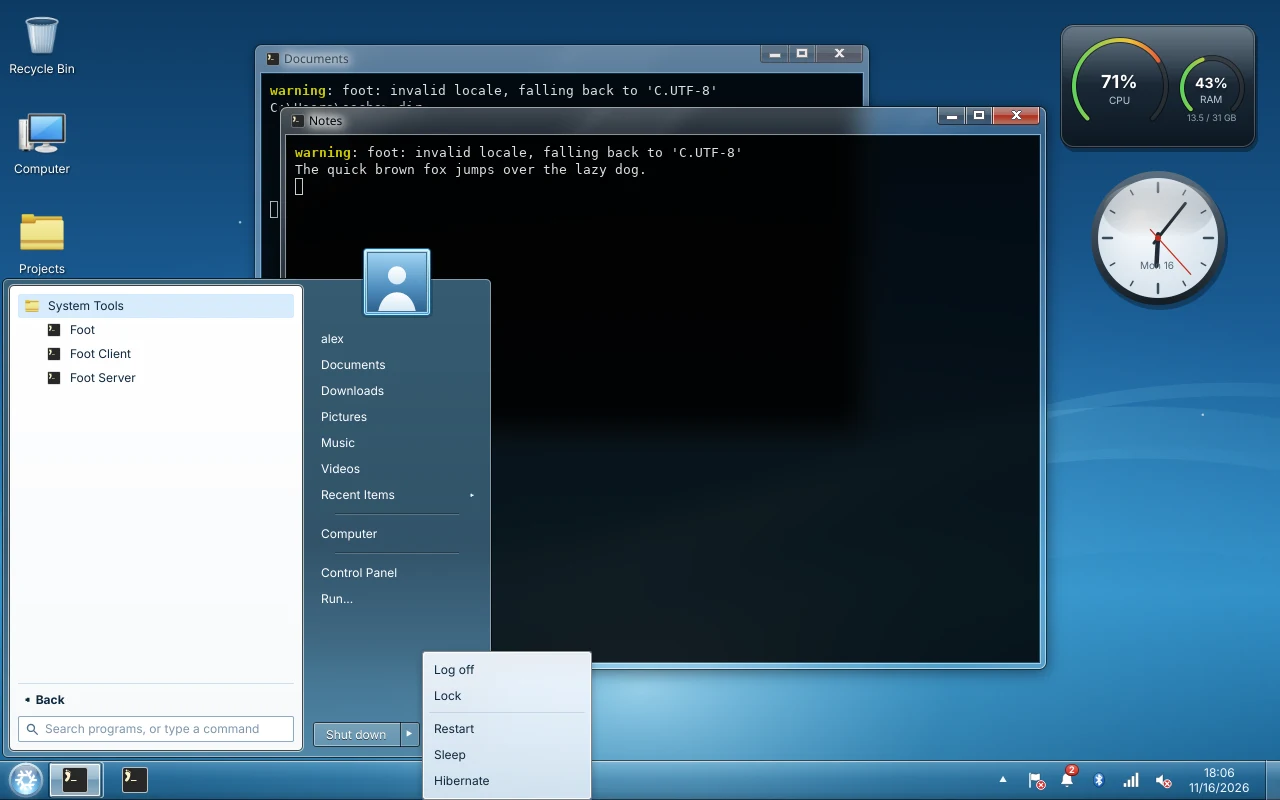 Recycle Bin
Computer
Projects
Documents
warning: foot: invalid locale, falling back to 'C.UTF-8'
Notes
warning: foot: invalid locale, falling back to 'C.UTF-8'
The quick brown fox jumps over the lazy dog.
71%
CPU
43%
RAM
13.5 / 31 GB
Mon 16
System Tools
Foot
Foot Client
Foot Server
Back
Search programs, or type a command
alex
Documents
Downloads
Pictures
Music
Videos
Recent Items
Computer
Control Panel
Run...
Shut down
Log off
Lock
Restart
Sleep
Hibernate
2
18:06
11/16/2026